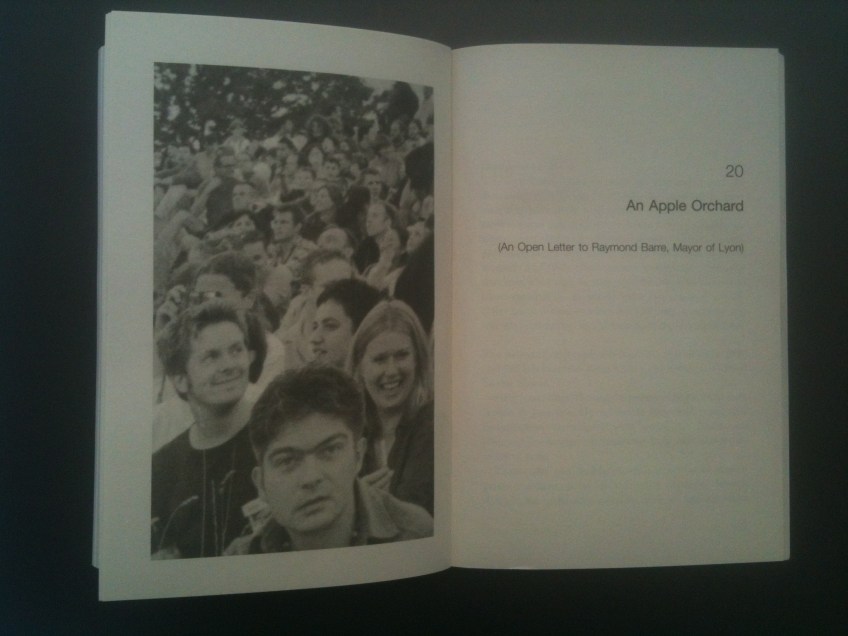 20
An Apple Orchard
(An Open Letter to Raymond Barre, Mayor of Lyon)